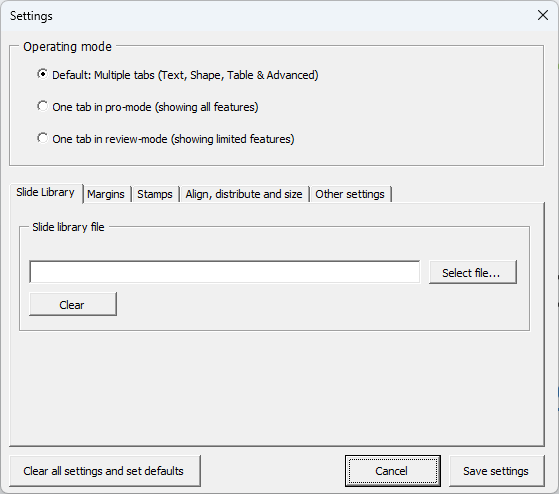 Settings
Operating mode
Default: Multiple tabs (Text, Shape, Table & Advanced)
One tab in pro-mode (showing all features)
One tab in review-mode (showing limited features)
Slide Library Margins Stamps Align, distribute and size Other settings
Slide library file
Select file...
Clear
Clear all settings and set defaults Cancel Save settings